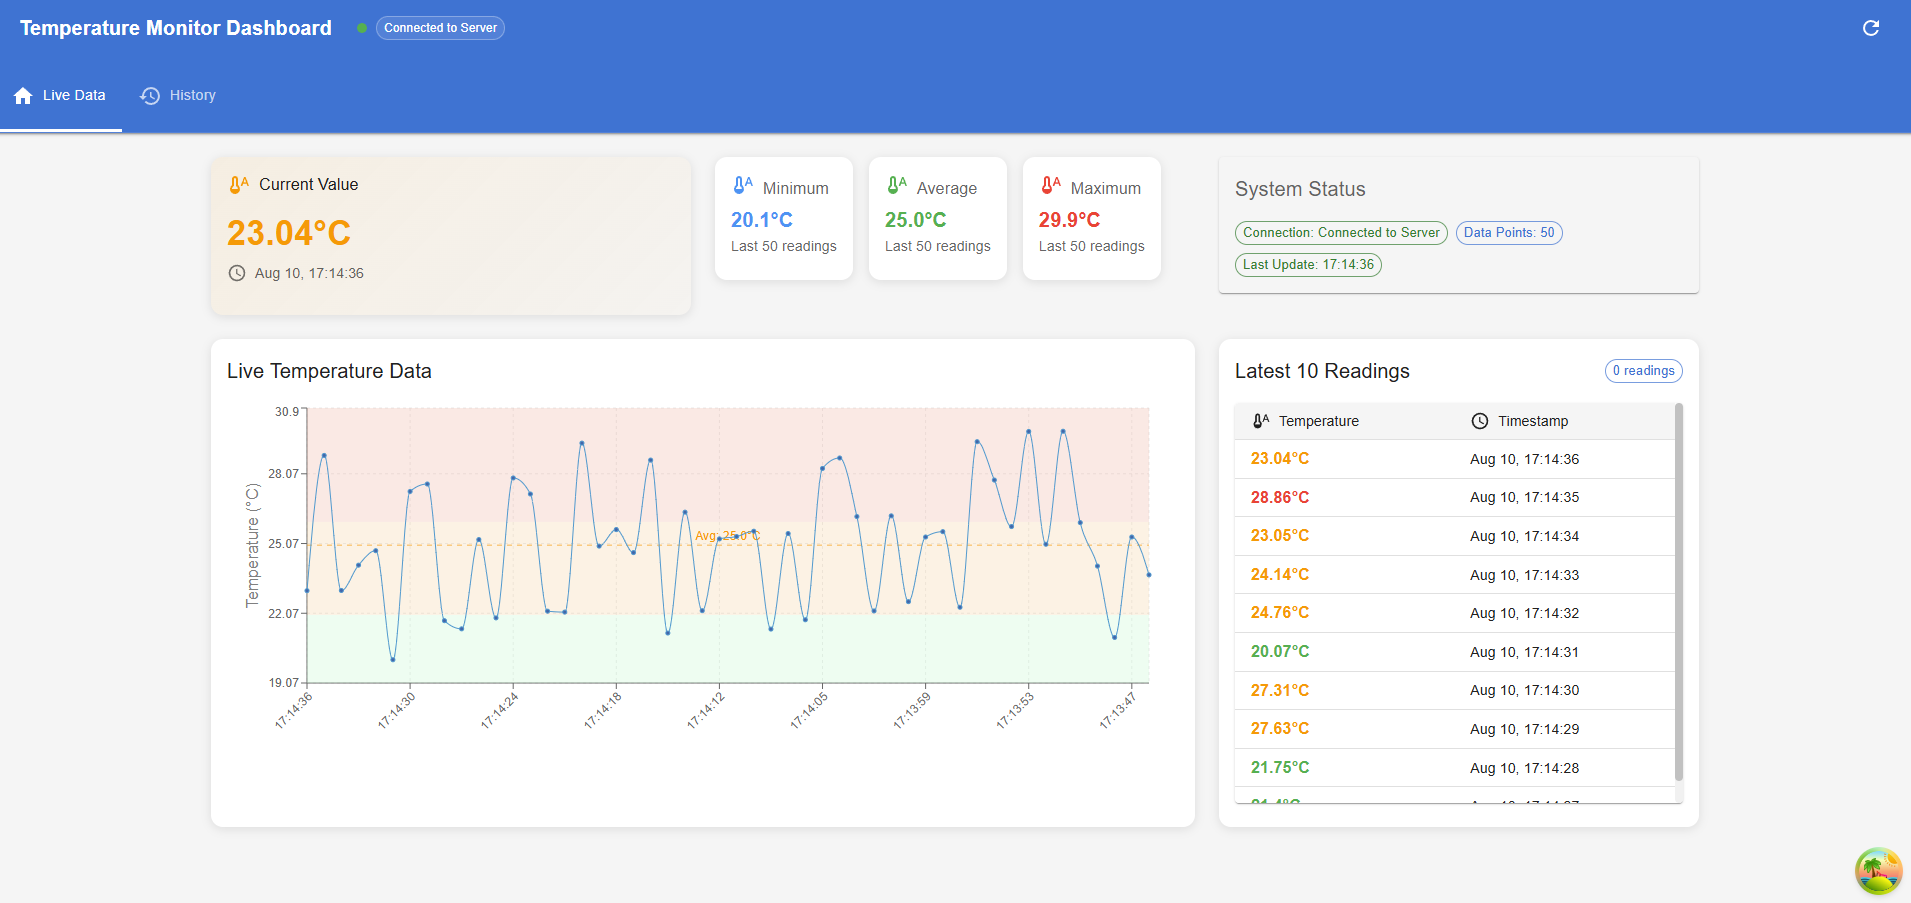 Temperature Monitor Dashboard
Connected to Server
Live Data
History
Current Value
23.04°C
Aug 10, 17:14:36
A Minimum
20.1°C
Last 50 readings
A Average
25.0°C
Last 50 readings
A Maximum
29.9°C
Last 50 readings
System Status
Connection: Connected to Server
Data Points: 50
Last Update: 17:14:36
Live Temperature Data
30.9
28.07
25.07
22.07
19.07
Temperature (°C)
Avg: 25.0°C
17:14:36
17:14:30
17:14:24
17:14:18
17:14:12
17:14:05
17:13:59
17:13:53
17:13:47
Latest 10 Readings
0 readings
Temperature Timestamp
23.04°C Aug 10, 17:14:36
28.86°C Aug 10, 17:14:35
23.05°C Aug 10, 17:14:34
24.14°C Aug 10, 17:14:33
24.76°C Aug 10, 17:14:32
20.07°C Aug 10, 17:14:31
27.31°C Aug 10, 17:14:30
27.63°C Aug 10, 17:14:29
21.75°C Aug 10, 17:14:28